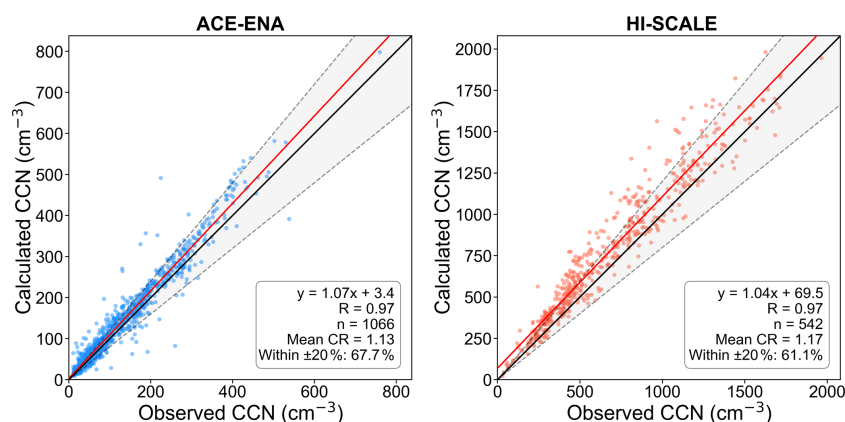 ACE-ENA
Calculated CCN (cm⁻³)
800
700
600
500
400
300
200
100
0
y = 1.07x + 3.4
R = 0.97
n = 1066
Mean CR = 1.13
Within ±20%: 67.7%
0 200 400 600 800
Observed CCN (cm⁻³)
HI-SCALE
Calculated CCN (cm⁻³)
2000
1750
1500
1250
1000
750
500
250
0
y = 1.04x + 69.5
R = 0.97
n = 542
Mean CR = 1.17
Within ±20%: 61.1%
0 500 1000 1500 2000
Observed CCN (cm⁻³)